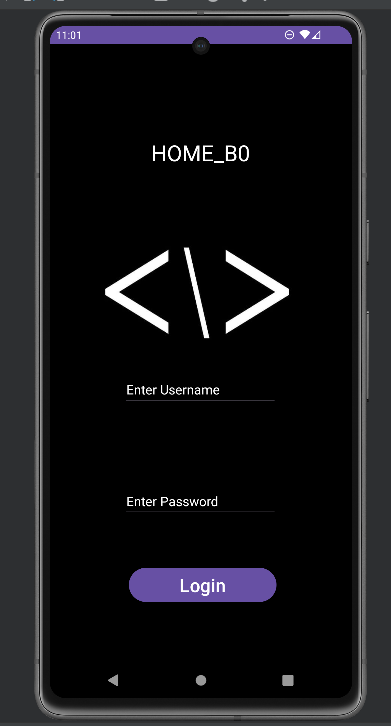 11:01
HOME_B0
<\>
Enter Username
Enter Password
Login